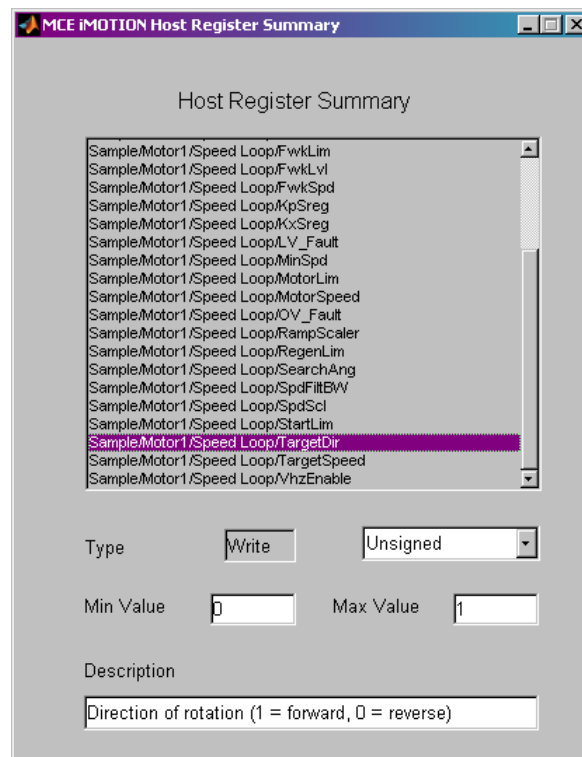 MCE iMOTION Host Register Summary
Host Register Summary
Sample/Motor1/Speed Loop/FwkLim
Sample/Motor1/Speed Loop/FwkLvl
Sample/Motor1/Speed Loop/FwkSpd
Sample/Motor1/Speed Loop/KpSreg
Sample/Motor1/Speed Loop/KxSreg
Sample/Motor1/Speed Loop/LV_Fault
Sample/Motor1/Speed Loop/MinSpd
Sample/Motor1/Speed Loop/MotorLim
Sample/Motor1/Speed Loop/MotorSpeed
Sample/Motor1/Speed Loop/OV_Fault
Sample/Motor1/Speed Loop/RampScaler
Sample/Motor1/Speed Loop/RegenLim
Sample/Motor1/Speed Loop/SearchAng
Sample/Motor1/Speed Loop/SpdFiltBW
Sample/Motor1/Speed Loop/SpdScl
Sample/Motor1/Speed Loop/StartLim
Sample/Motor1/Speed Loop/TargetDir
Sample/Motor1/Speed Loop/TargetSpeed
Sample/Motor1/Speed Loop/VhzEnable
Type Write Unsigned
Min Value 0 Max Value 1
Description
Direction of rotation (1 = forward, 0 = reverse)